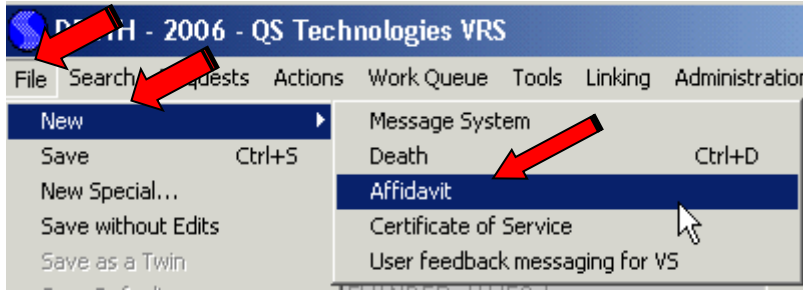 - 2006 - QS Technologies VRS
File Search Actions Work Queue Tools Linking Administration
New
Save Ctrl+S
New Special...
Save without Edits
Save as a Twin
Message System
Death Ctrl+D
Affidavit
Certificate of Service
User feedback messaging for VS